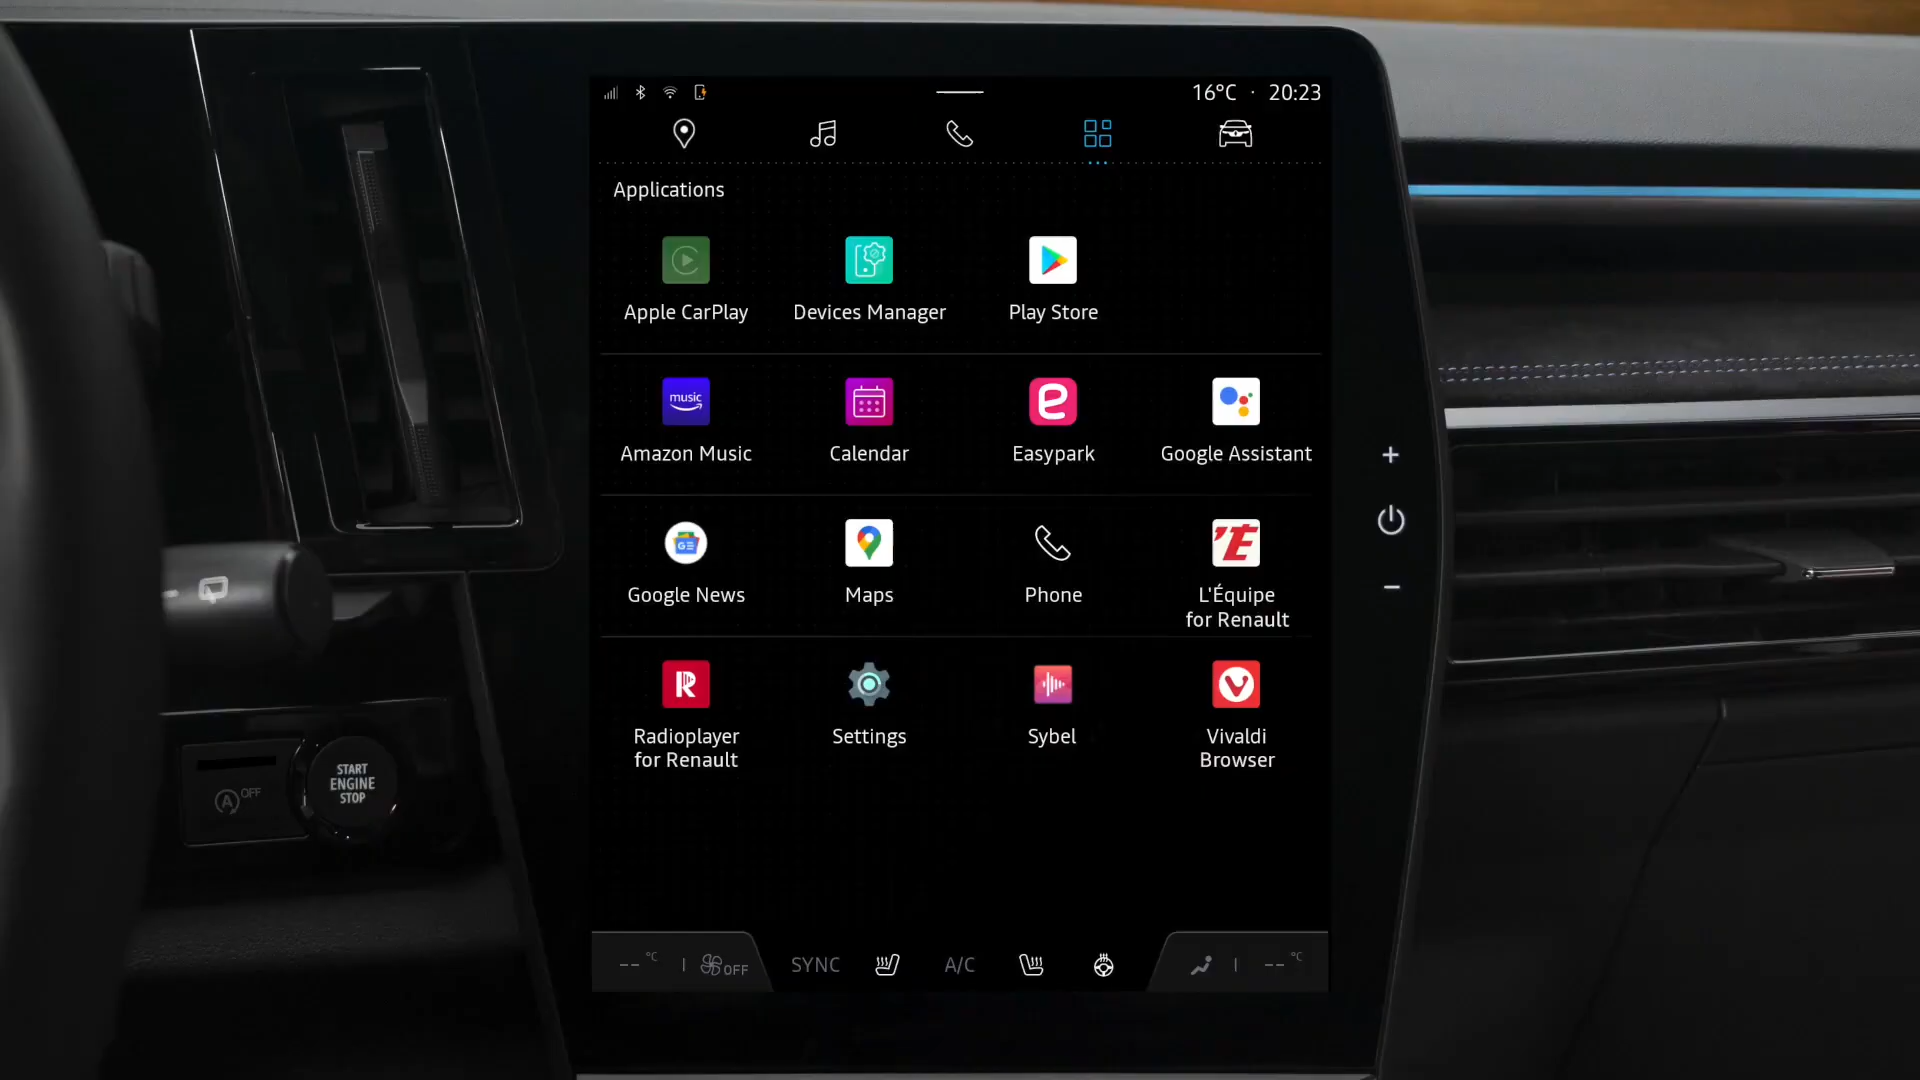 16°C · 20:23
Applications
Apple CarPlay
Devices Manager
Play Store
music
Amazon Music
Calendar
e
Easypark
Google Assistant
GE
Google News
Maps
Phone
'E
L'Équipe
for Renault
R
Radioplayer
for Renault
Settings
Sybel
Vivaldi
Browser
+
−
A OFF
START
ENGINE
STOP
-- °C
OFF
SYNC
A/C
-- °C